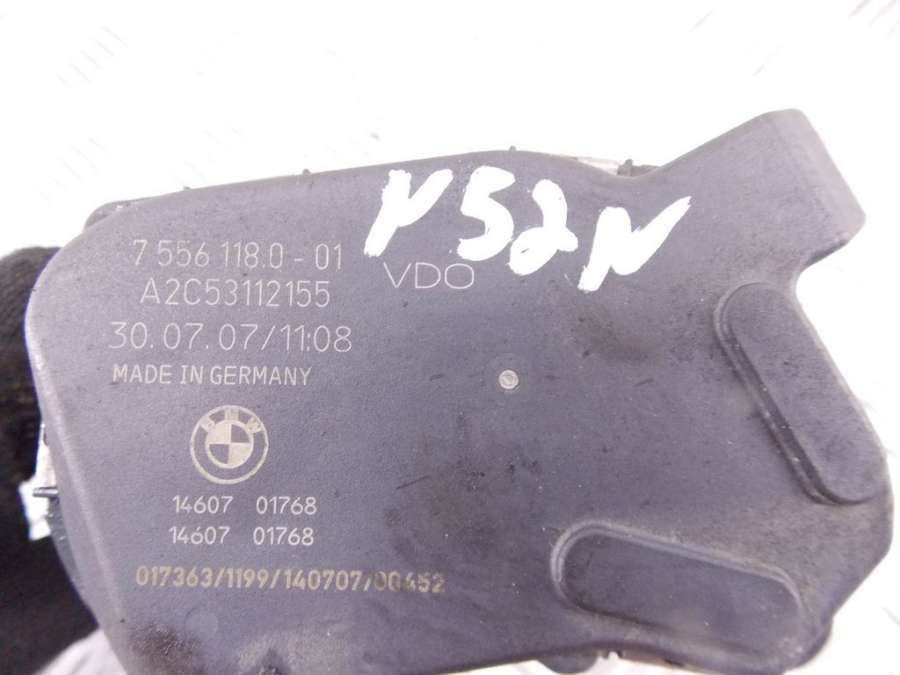 N52N
7 556 118.0 - 01
VDO
A2C53112155
30.07.07/11:08
MADE IN GERMANY
BMW
14607 01768
14607 01768
017363/1199/140707/00452